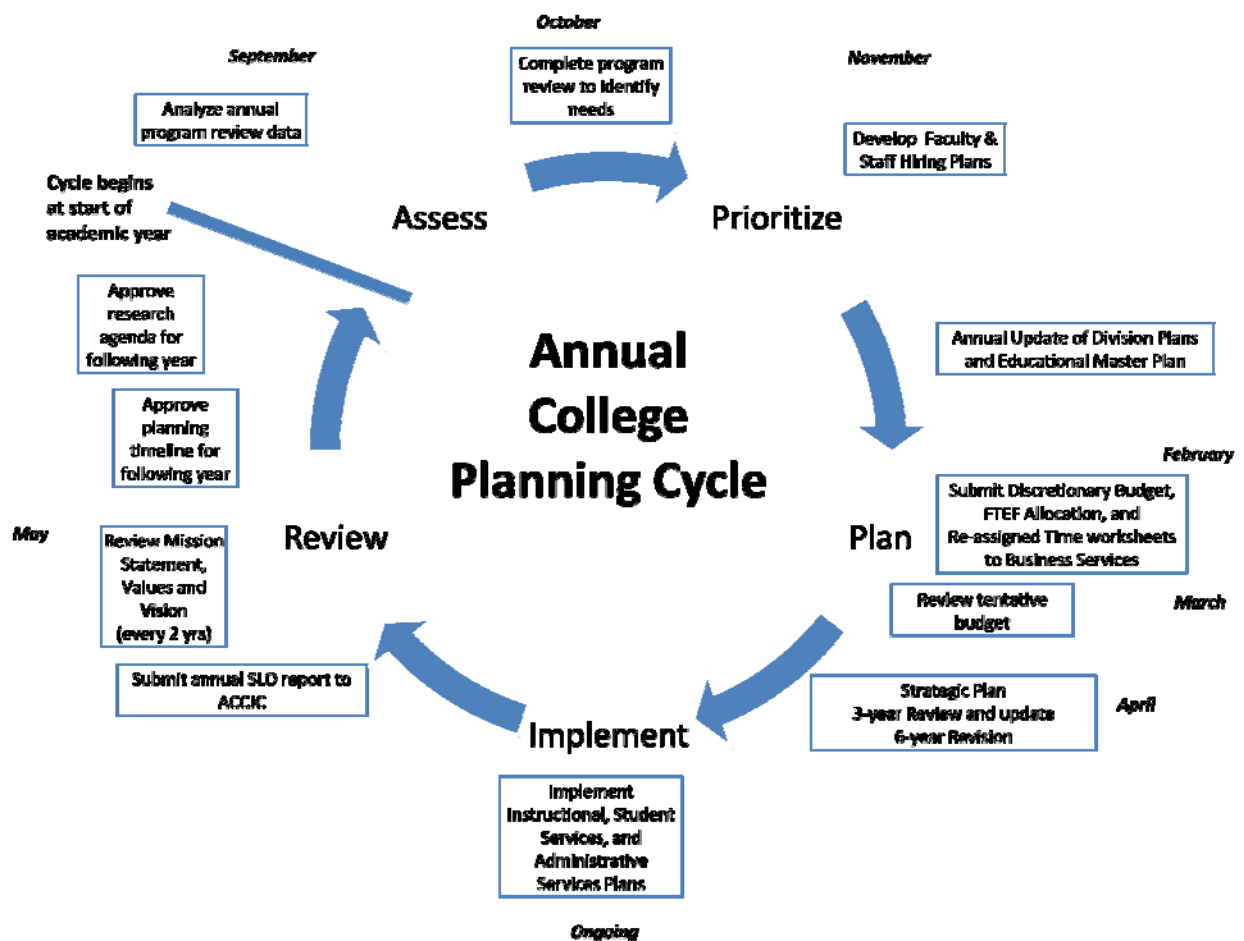 October
September
November
Complete program
review to identify
needs
Analyze annual
program review data
Develop Faculty &
Staff Hiring Plans
Cycle begins
at start of
academic year
Assess
Prioritize
Approve
research
agenda for
following year
Annual
College
Planning Cycle
Annual Update of Division Plans
and Educational Master Plan
Approve
planning
timeline for
following year
February
Submit Discretionary Budget,
FTEF Allocation, and
Re-assigned Time worksheets
to Business Services
May
Review Mission
Statement,
Values and
Vision
(every 2 yrs)
Review
Plan
Review tentative
budget
March
Submit annual SLO report to
ACCJC
Strategic Plan
3-year Review and update
6-year Revision
April
Implement
Implement
Instructional, Student
Services, and
Administrative
Services Plans
Ongoing